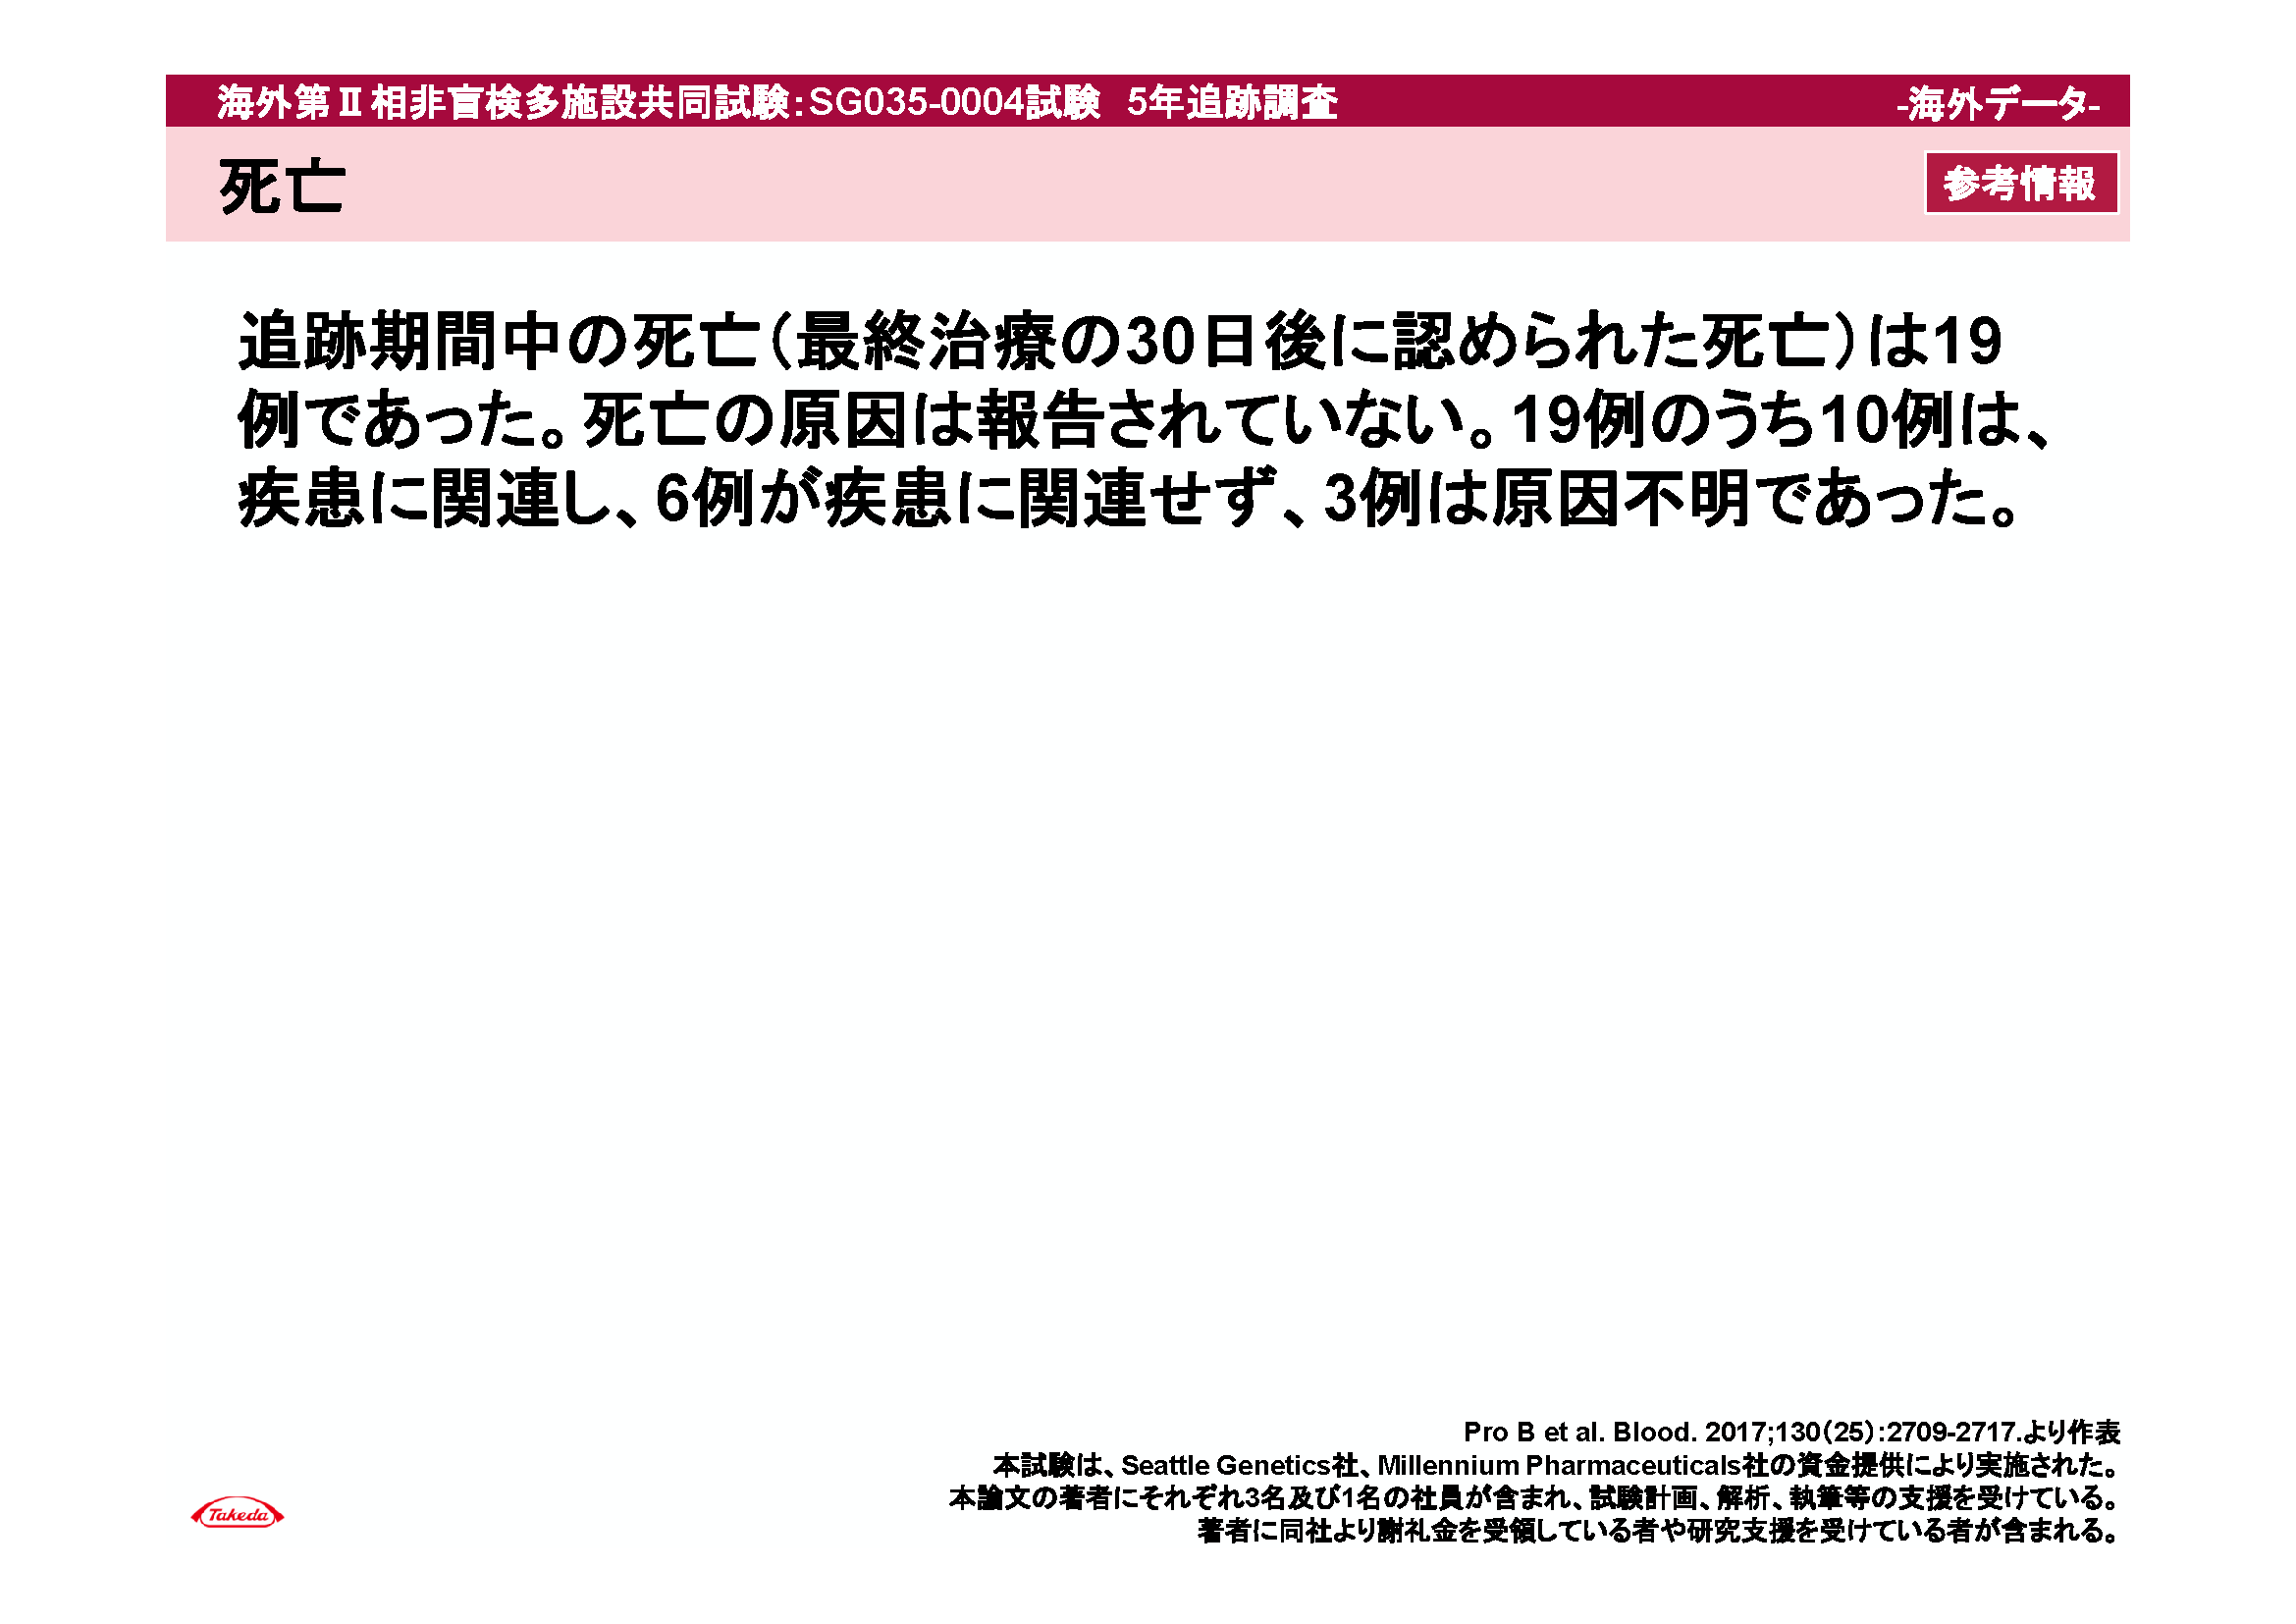 海外第Ⅱ相非盲検多施設共同試験：SG035-0004試験　5年追跡調査
-海外データ-
死亡
参考情報
追跡期間中の死亡（最終治療の30日後に認められた死亡）は19
例であった。死亡の原因は報告されていない。19例のうち10例は、
疾患に関連し、6例が疾患に関連せず、3例は原因不明であった。
Pro B et al. Blood. 2017;130（25）:2709-2717.より作表
本試験は、Seattle Genetics社、Millennium Pharmaceuticals社の資金提供により実施された。
本論文の著者にそれぞれ3名及び1名の社員が含まれ、試験計画、解析、執筆等の支援を受けている。
著者に同社より謝礼金を受領している者や研究支援を受けている者が含まれる。
Takeda